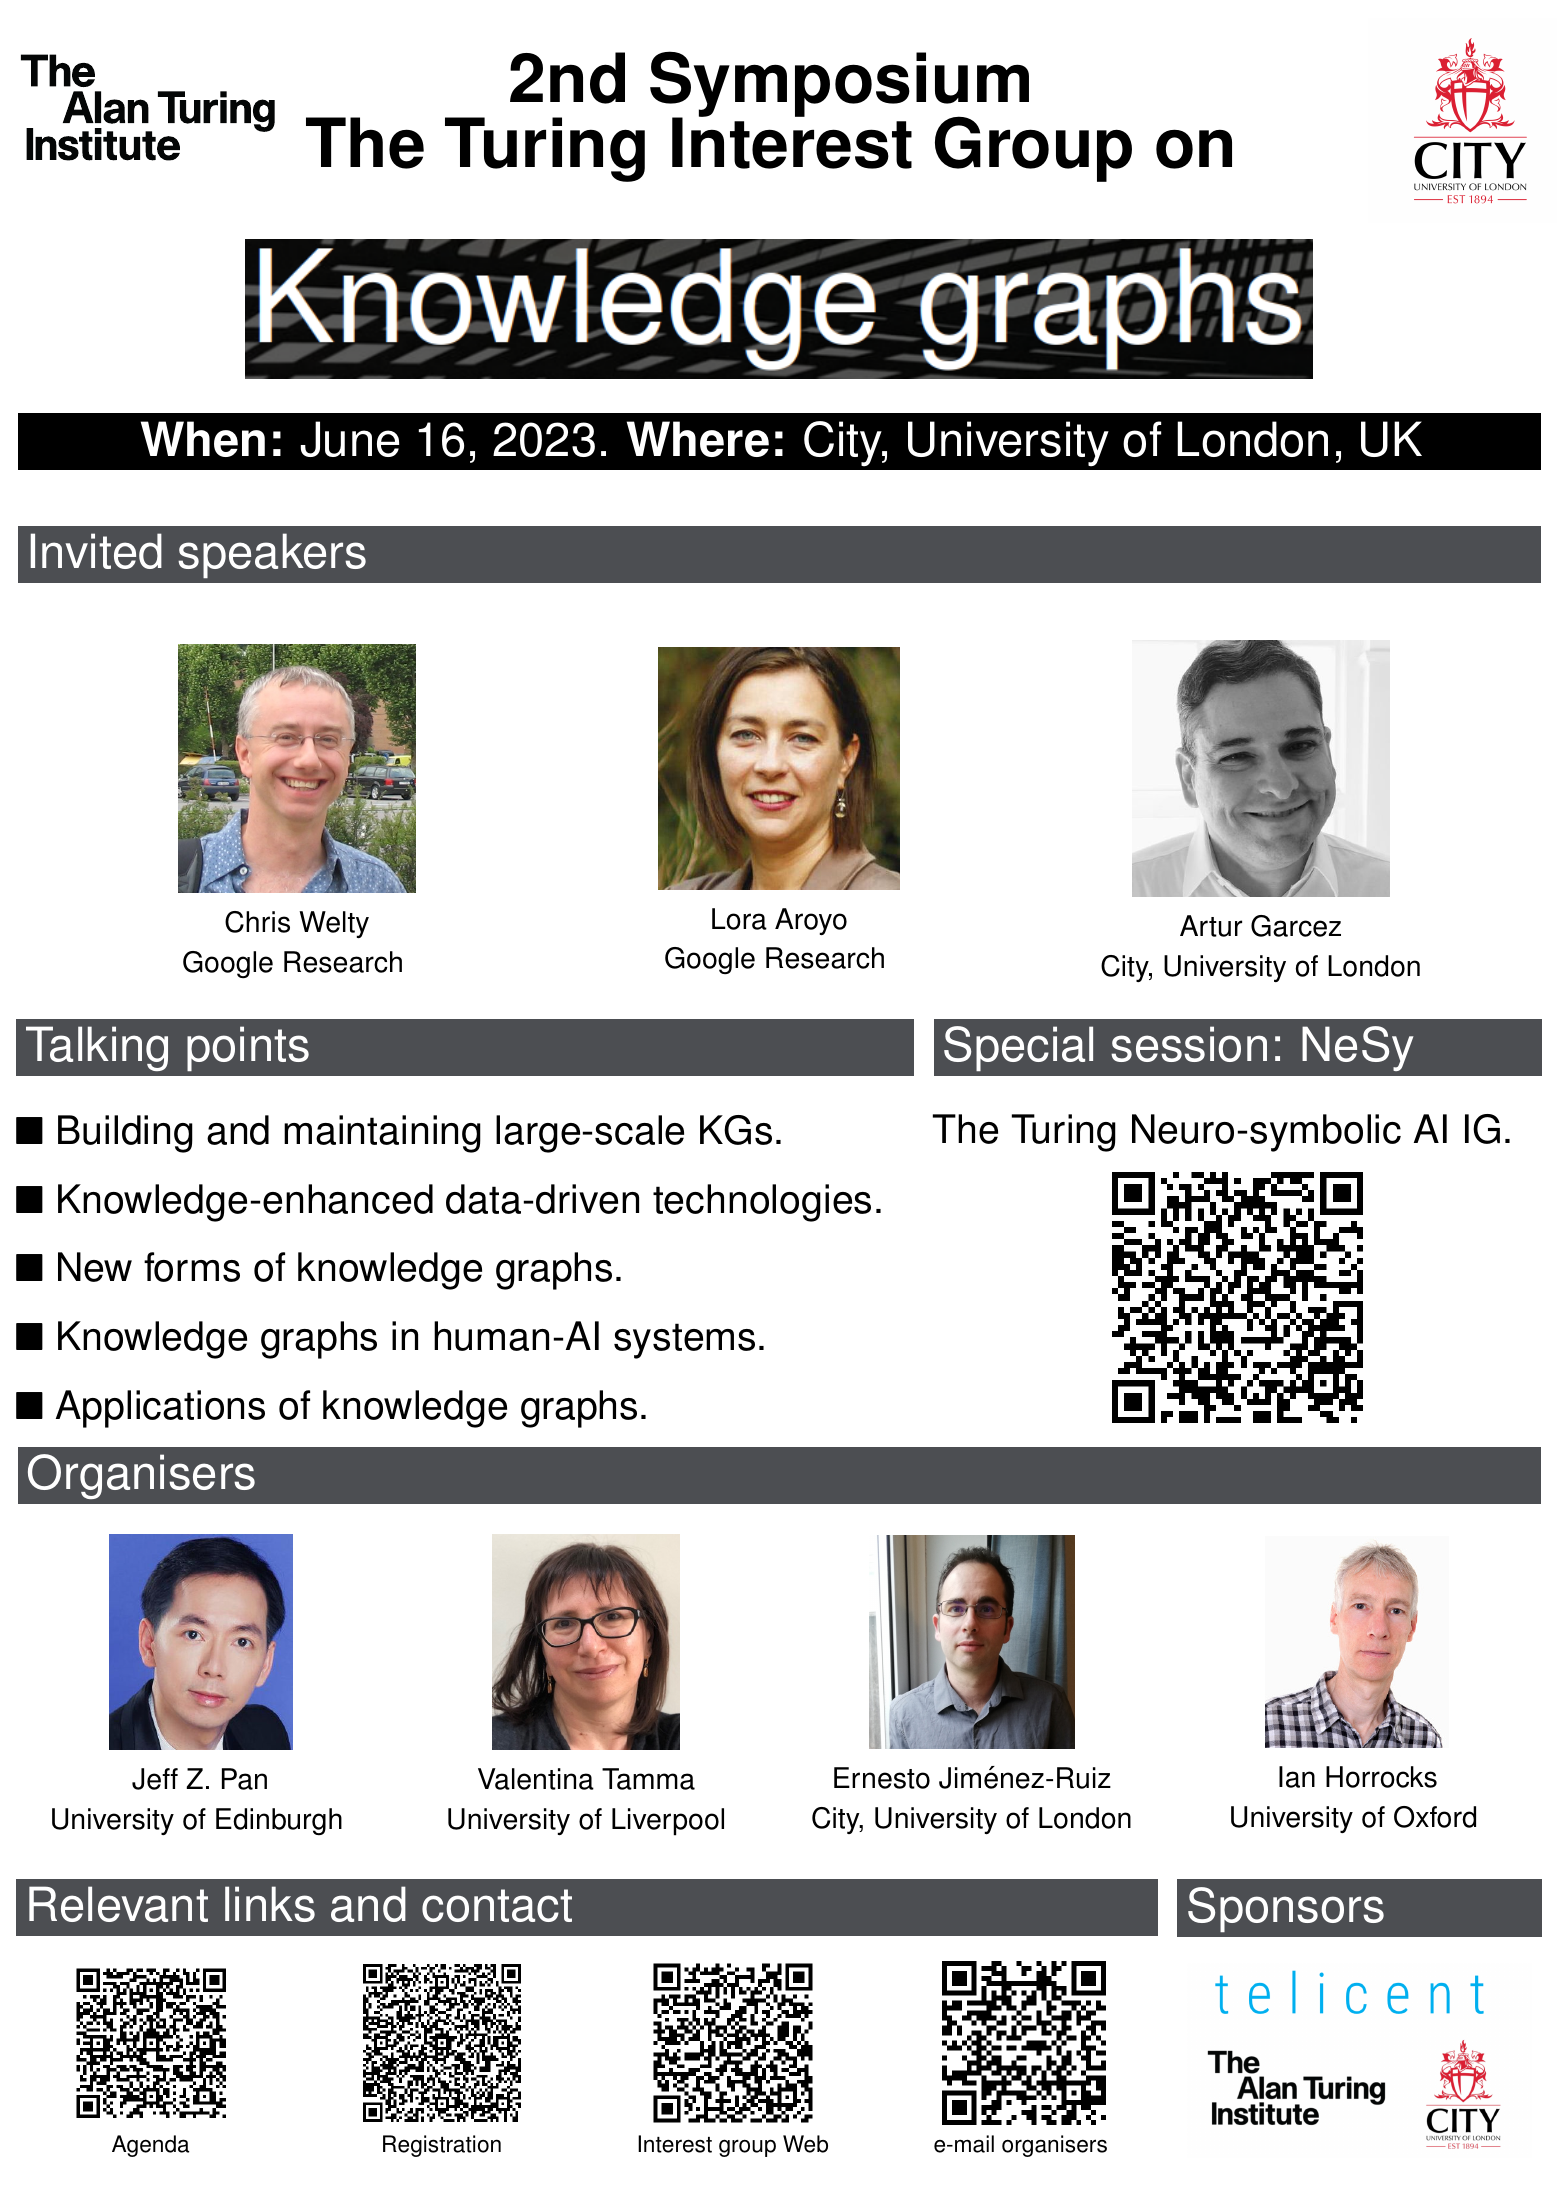 The
Alan Turing
Institute
2nd Symposium
The Turing Interest Group on
CITY
UNIVERSITY OF LONDON
EST 1894
Knowledge graphs
When: June 16, 2023. Where: City, University of London, UK
Invited speakers
Chris Welty
Google Research
Lora Aroyo
Google Research
Artur Garcez
City, University of London
Talking points
■ Building and maintaining large-scale KGs.
■ Knowledge-enhanced data-driven technologies.
■ New forms of knowledge graphs.
■ Knowledge graphs in human-AI systems.
■ Applications of knowledge graphs.
Special session: NeSy
The Turing Neuro-symbolic AI IG.
Organisers
Jeff Z. Pan
University of Edinburgh
Valentina Tamma
University of Liverpool
Ernesto Jiménez-Ruiz
City, University of London
Ian Horrocks
University of Oxford
Relevant links and contact
Agenda
Registration
Interest group Web
e-mail organisers
Sponsors
telicent
The
Alan Turing
Institute
CITY
UNIVERSITY OF LONDON
EST 1894